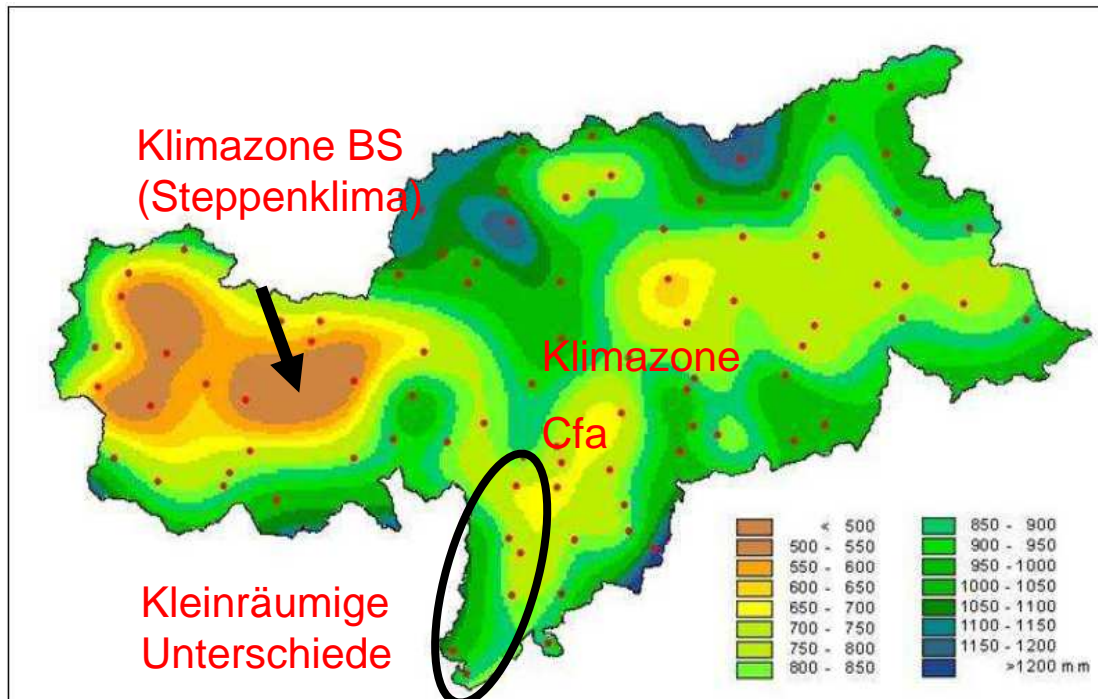 Klimazone BS
(Steppenklima)
Klimazone
Cfa
Kleinräumige
Unterschiede
< 500
500 - 550
550 - 600
600 - 650
650 - 700
700 - 750
750 - 800
800 - 850
850 - 900
900 - 950
950 - 1000
1000 - 1050
1050 - 1100
1100 - 1150
1150 - 1200
>1200 mm